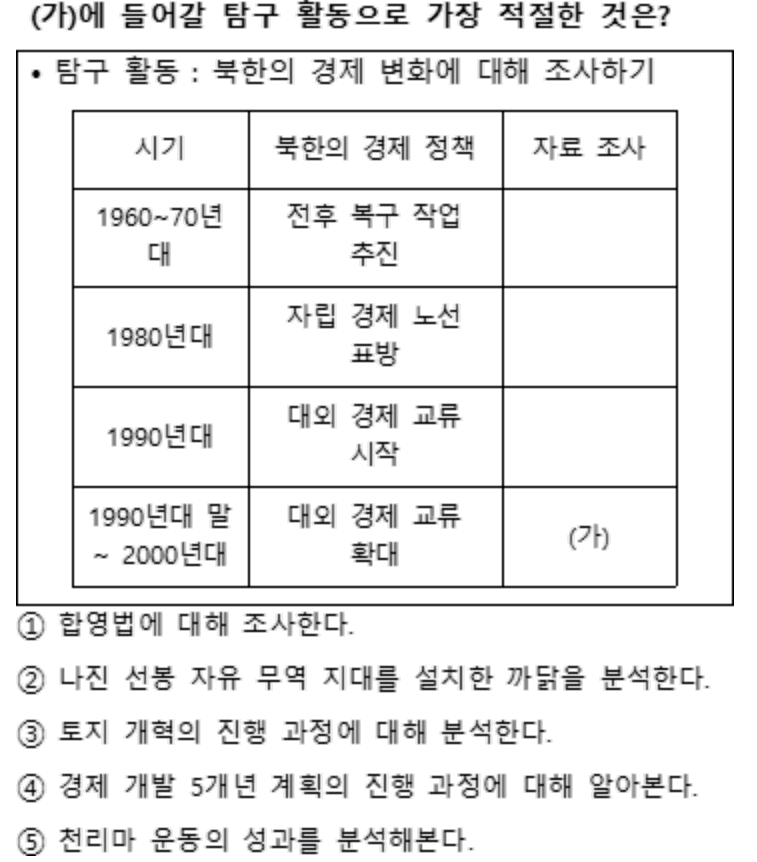 (가)에 들어갈 탐구 활동으로 가장 적절한 것은?
• 탐구 활동 : 북한의 경제 변화에 대해 조사하기
시기 북한의 경제 정책 자료 조사
1960~70년
대
전후 복구 작업
추진
1980년대
자립 경제 노선
표방
1990년대
대외 경제 교류
시작
1990년대 말
~ 2000년대
대외 경제 교류
확대
(가)
① 합영법에 대해 조사한다.
② 나진 선봉 자유 무역 지대를 설치한 까닭을 분석한다.
③ 토지 개혁의 진행 과정에 대해 분석한다.
④ 경제 개발 5개년 계획의 진행 과정에 대해 알아본다.
⑤ 천리마 운동의 성과를 분석해본다.